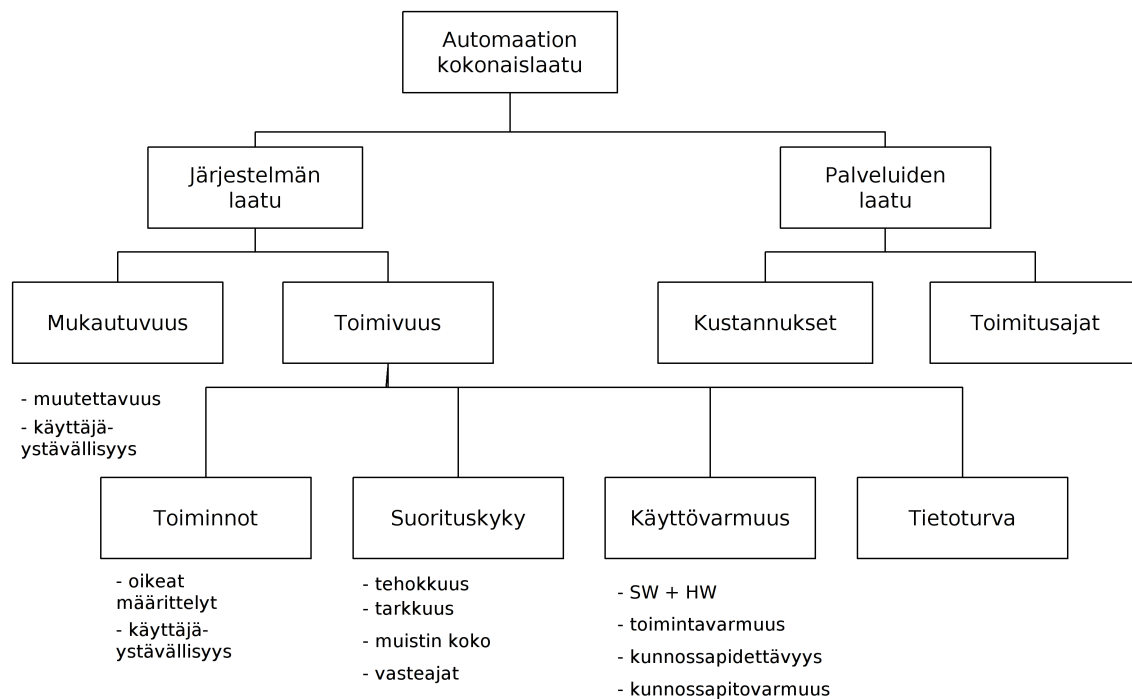 Automaation
kokonaislaatu
Järjestelmän
laatu
Palveluiden
laatu
Mukautuvuus
Toimivuus
Kustannukset
Toimitusajat
- muutettavuus
- käyttäjä-
ystävällisyys
Toiminnot
Suorituskyky
Käyttövarmuus
Tietoturva
- oikeat
määrittelyt
- käyttäjä-
ystävällisyys
- tehokkuus
- tarkkuus
- muistin koko
- vasteajat
- SW + HW
- toimintavarmuus
- kunnossapidettävyys
- kunnossapitovarmuus